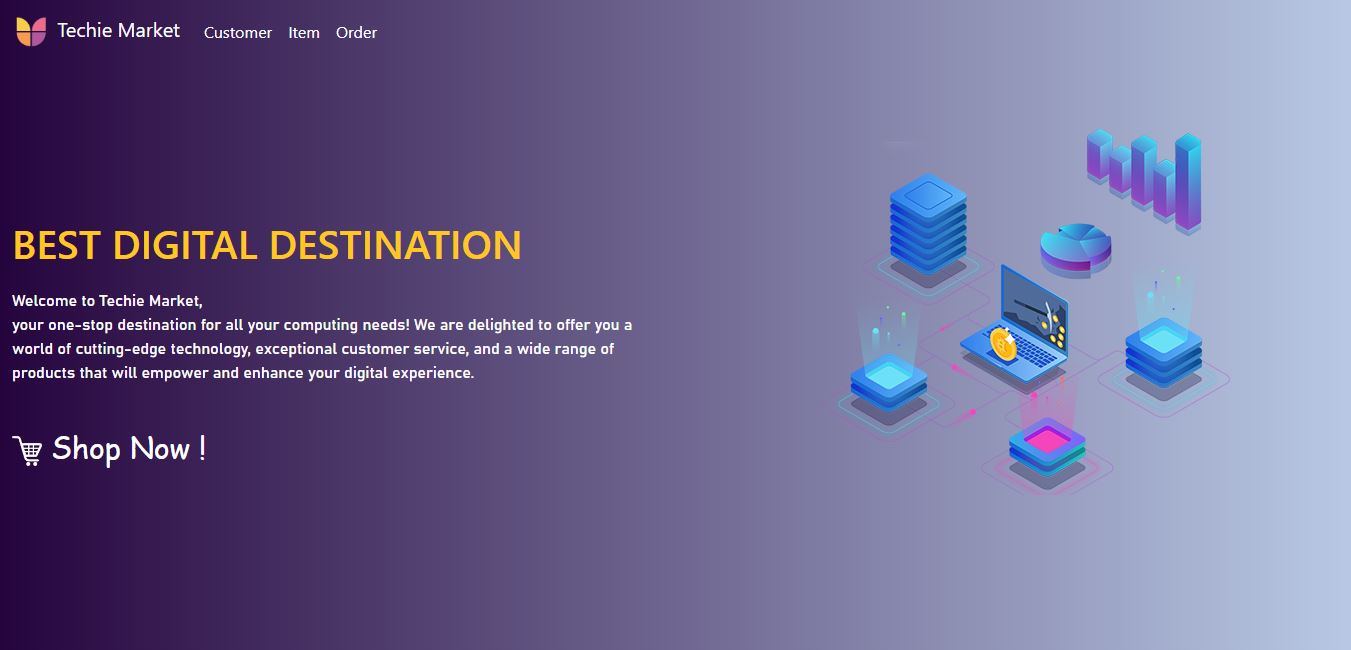 Techie Market
Customer
Item
Order
BEST DIGITAL DESTINATION
Welcome to Techie Market,
your one-stop destination for all your computing needs! We are delighted to offer you a
world of cutting-edge technology, exceptional customer service, and a wide range of
products that will empower and enhance your digital experience.
Shop Now !